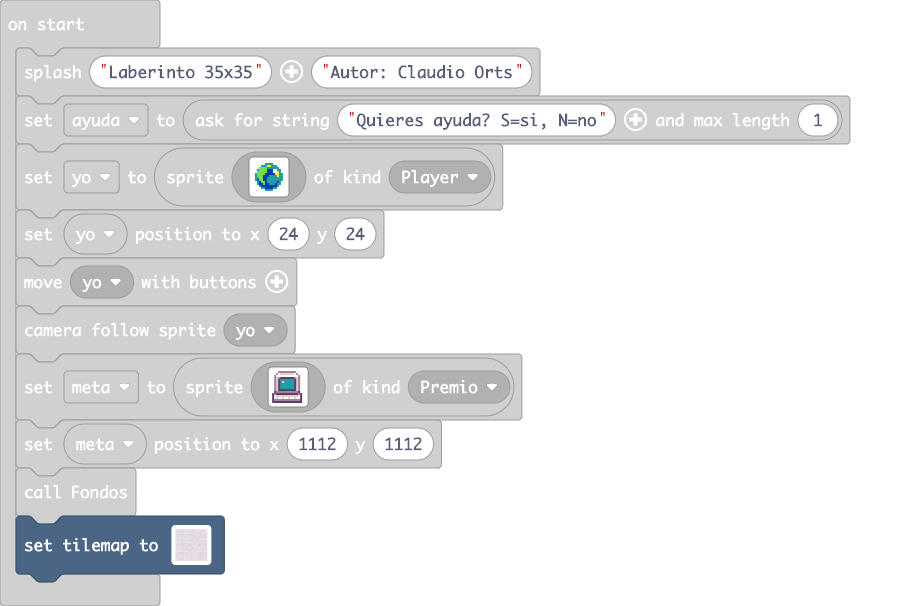 on start
splash "Laberinto 35x35" "Autor: Claudio Orts"
set ayuda to ask for string "Quieres ayuda? S=si, N=no" and max length 1
set yo to sprite of kind Player
set yo position to x 24 y 24
move yo with buttons
camera follow sprite yo
set meta to sprite of kind Premio
set meta position to x 1112 y 1112
call Fondos
set tilemap to